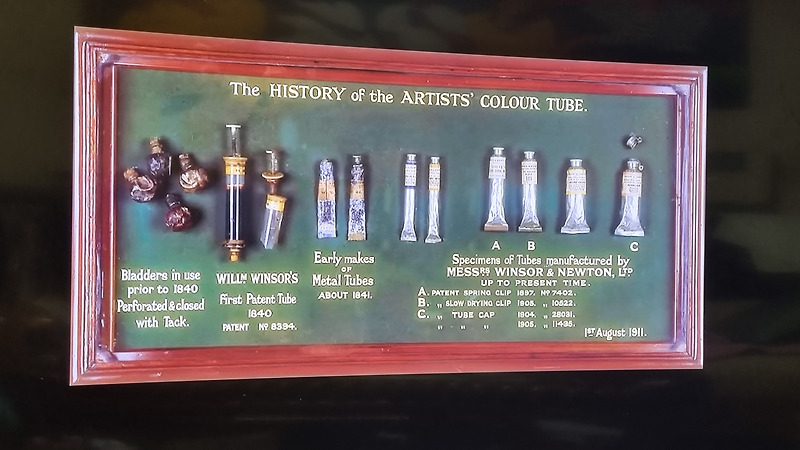 The HISTORY of the ARTISTS' COLOUR TUBE.
Bladders in use
prior to 1840
Perforated & closed
with Tack.
WILLM WINSOR'S
First Patent Tube
1840
PATENT No 8394.
Early makes
OF
Metal Tubes
ABOUT 1841.
A
B
C
Specimens of Tubes manufactured by
MESSRS WINSOR & NEWTON, LTD
UP TO PRESENT TIME.
A. PATENT SPRING CLIP 1897. No 7402.
B. „ SLOW DRYING CLIP 1905. „ 10522.
C. „ TUBE CAP 1904. „ 28031.
„ „ „ 1905. „ 11495.
1ST August 1911.